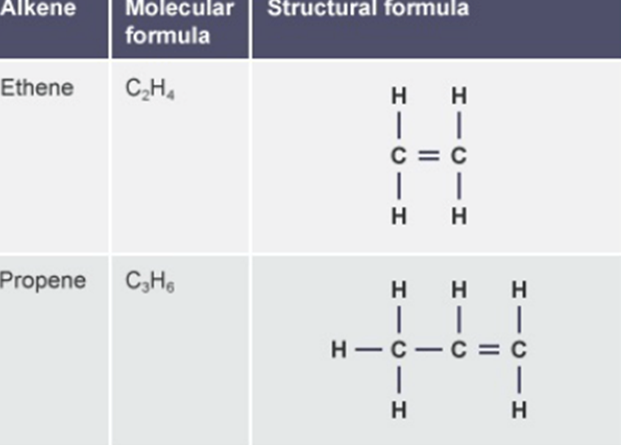 Alkene Molecular formula Structural formula
Ethene C₂H₄
H H
C = C
H H
Propene C₃H₆
H H H
H — C — C = C
H H